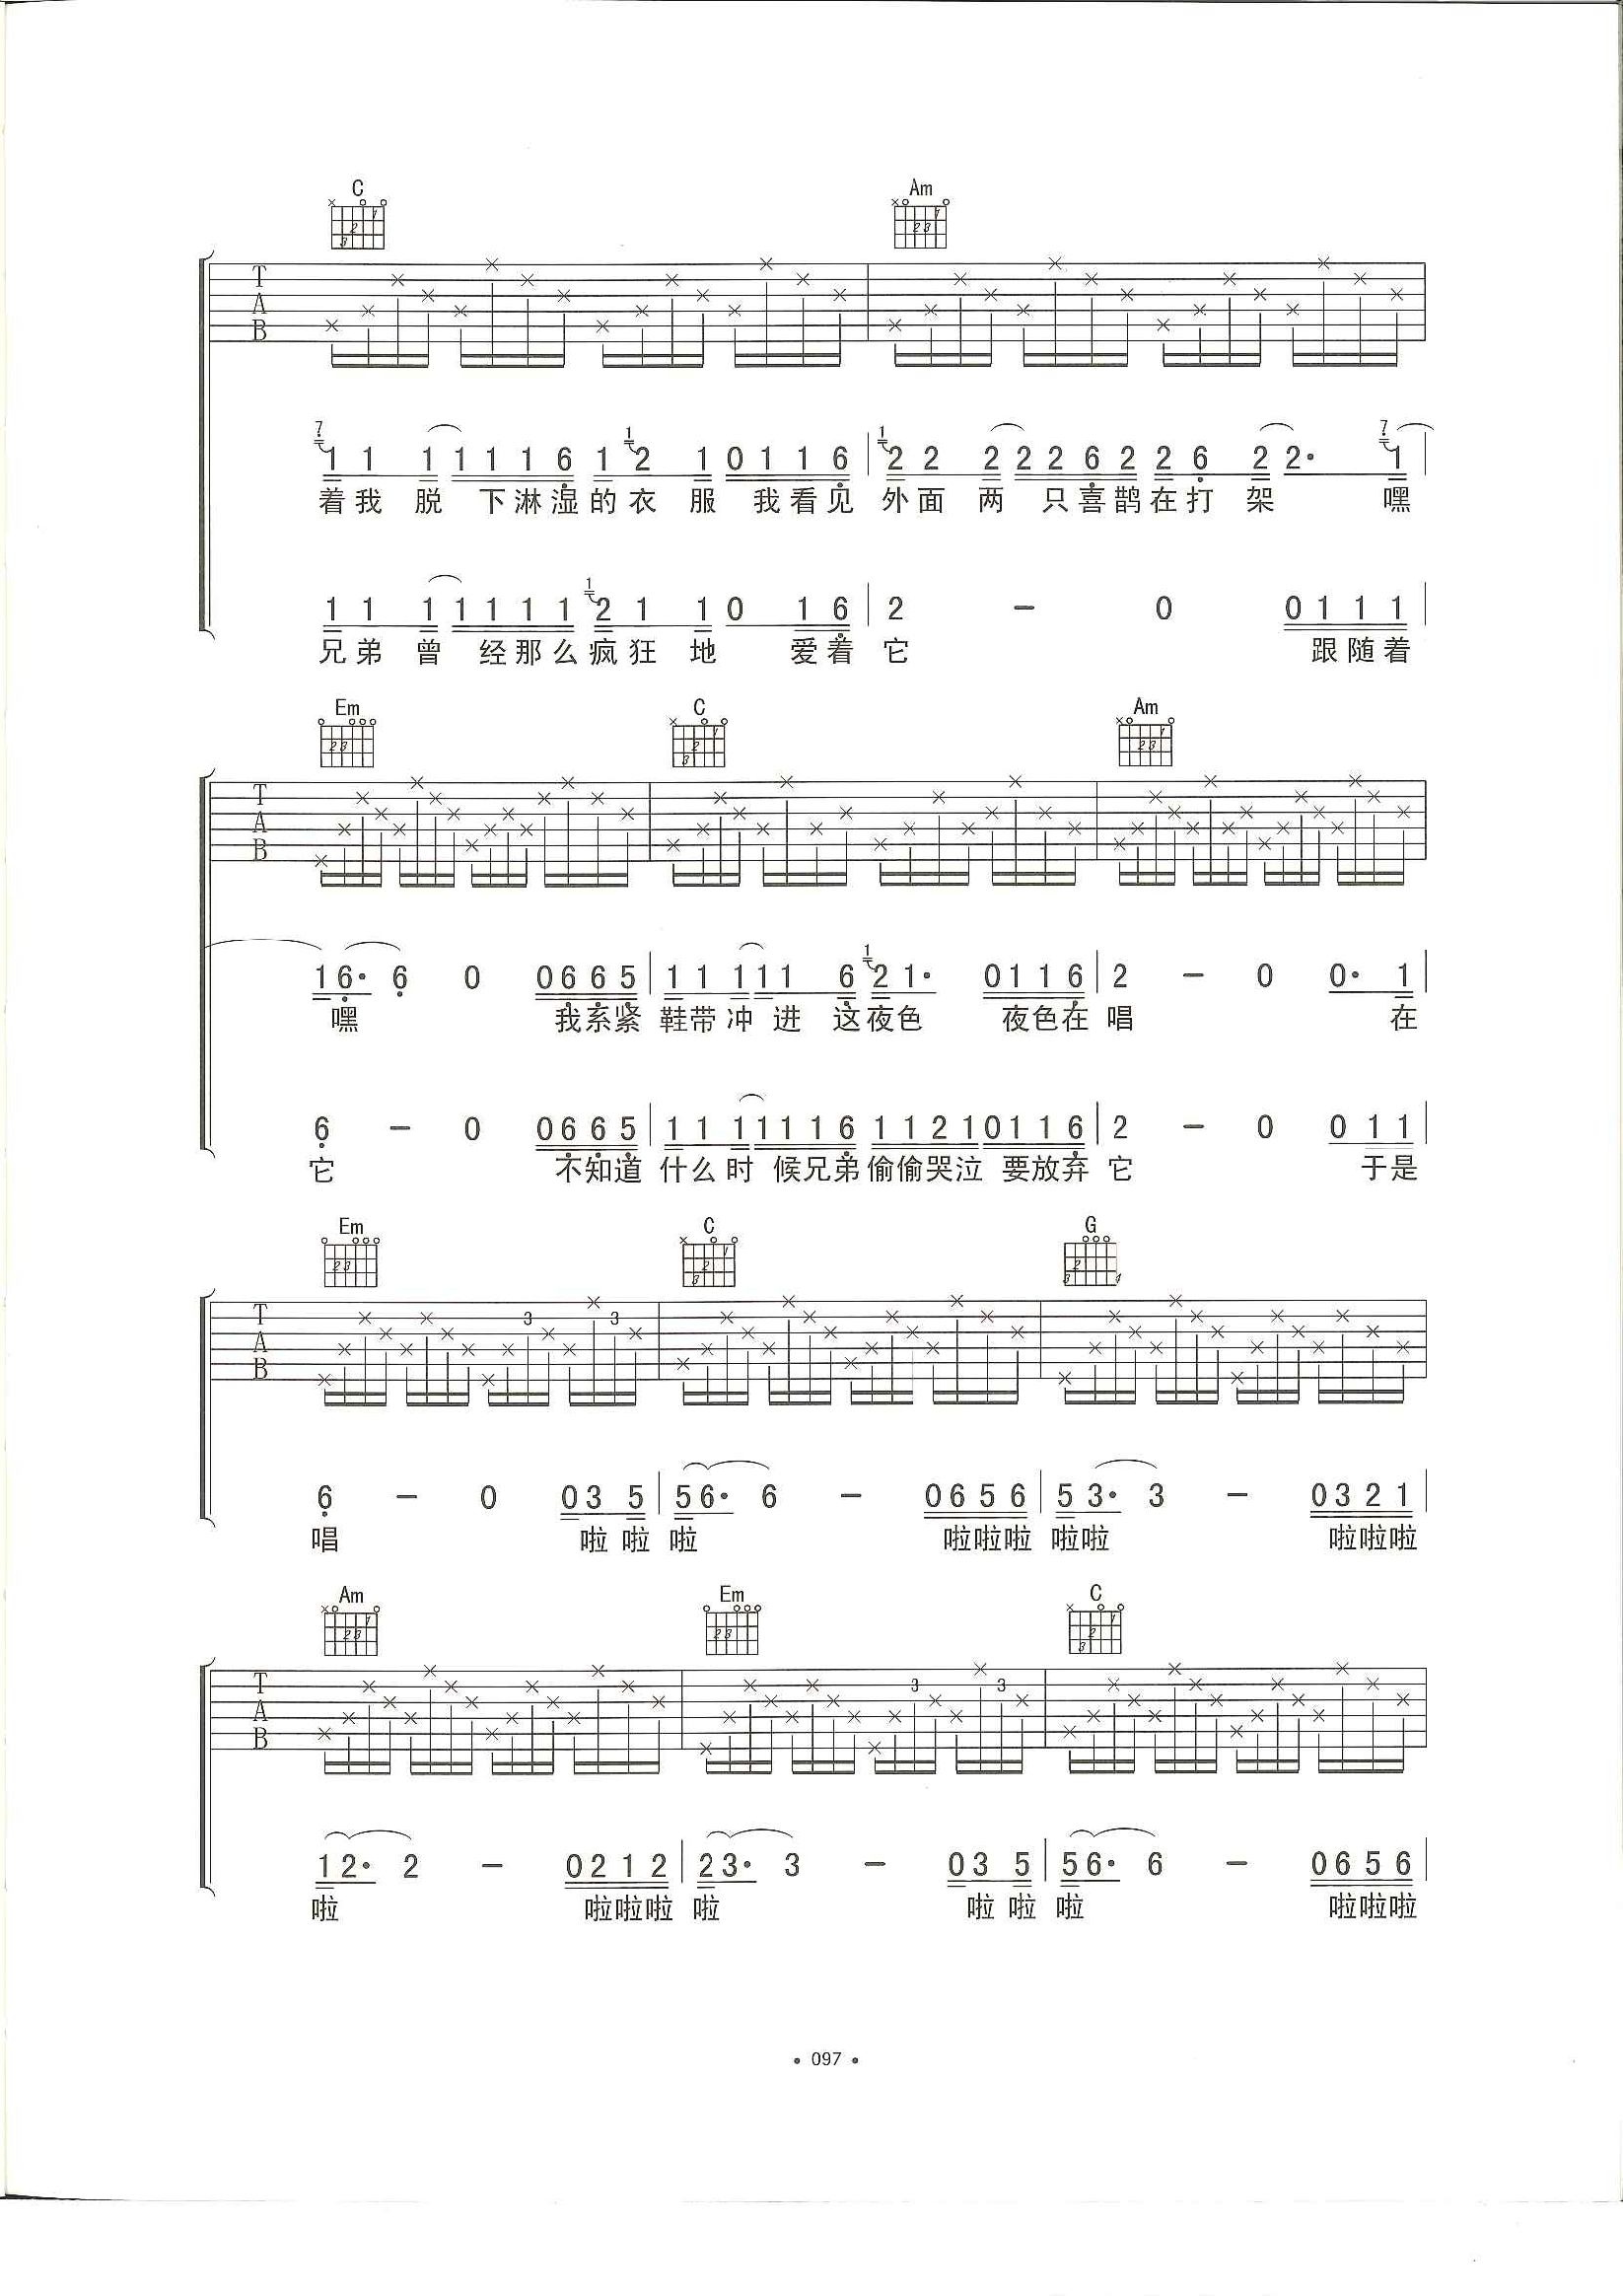 C Am
T
A
B
7 1 1 1 1 1 1 6 1 1 2 1 0 1 1 6 | 1 2 2 2 2 2 6 2 2 6 2 2· 7 1 |
着我 脱 下淋湿的衣 服 我看见 外面 两 只喜鹊在打 架 嘿
1 1 1 1 1 1 1 1 2 1 1 0 1 6 | 2 - 0 0 1 1 1 |
兄弟 曾 经那么疯狂 地 爱着 它 跟随着
Em C Am
T
A
B
1 6· 6 0 0 6 6 5 | 1 1 1 1 1 6 1 2 1· 0 1 1 6 | 2 - 0 0· 1 |
嘿 我系紧 鞋带 冲 进 这夜色 夜色在 唱 在
6 - 0 0 6 6 5 | 1 1 1 1 1 1 6 1 1 2 1 0 1 1 6 | 2 - 0 0 1 1 |
它 不知道 什么时 候兄弟偷偷哭泣 要放弃 它 于是
Em C G
T 3 3
A
B
6 - 0 0 3 5 | 5 6· 6 - 0 6 5 6 | 5 3· 3 - 0 3 2 1 |
唱 啦 啦 啦 啦啦啦 啦啦 啦啦啦
Am Em C
T 3 3
A
B
1 2· 2 - 0 2 1 2 | 2 3· 3 - 0 3 5 | 5 6· 6 - 0 6 5 6 |
啦 啦啦啦 啦 啦 啦 啦 啦啦啦
• 097 •